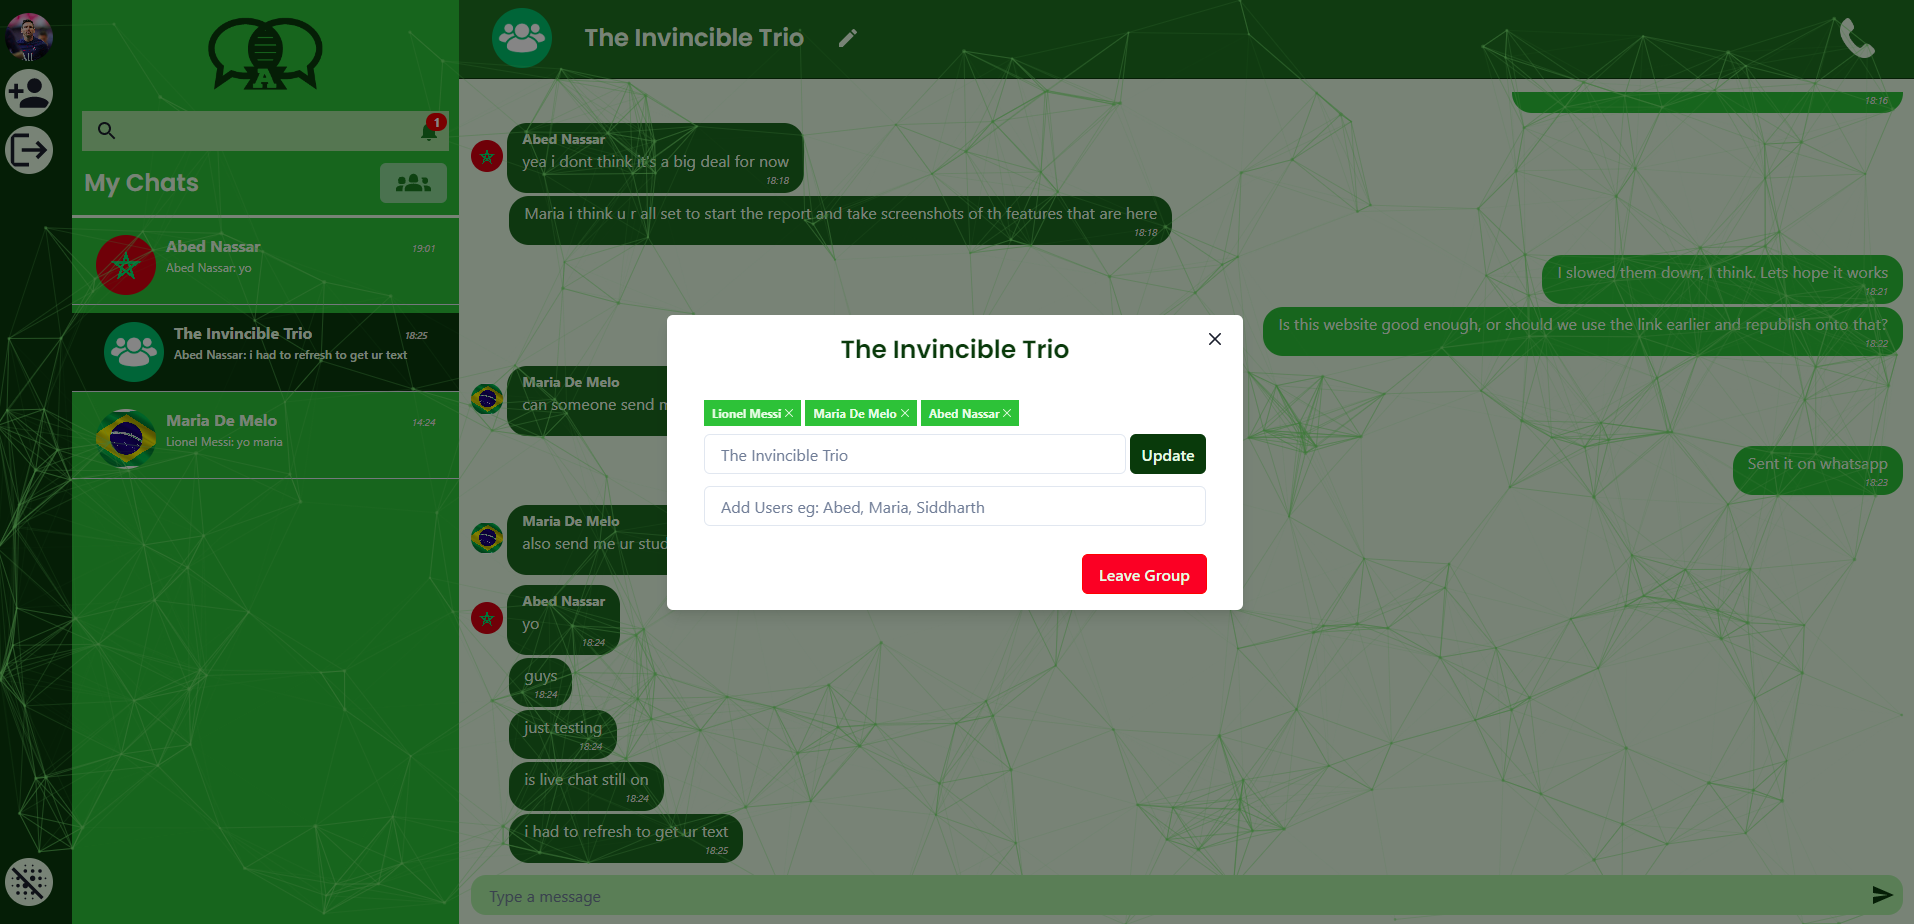 A
1
My Chats
Abed Nassar
19:01
Abed Nassar: yo
The Invincible Trio
18:25
Abed Nassar: i had to refresh to get ur text
Maria De Melo
14:24
Lionel Messi: yo maria
The Invincible Trio
18:16
Abed Nassar
yea i dont think it's a big deal for now
18:18
Maria i think u r all set to start the report and take screenshots of th features that are here
18:18
I slowed them down, I think. Lets hope it works
18:21
Is this website good enough, or should we use the link earlier and republish onto that?
18:22
Maria De Melo
can someone send m
Sent it on whatsapp
18:23
Maria De Melo
also send me ur stud
Abed Nassar
yo
18:24
guys
18:24
just testing
18:24
is live chat still on
18:24
i had to refresh to get ur text
18:25
Type a message
The Invincible Trio
Lionel Messi
Maria De Melo
Abed Nassar
The Invincible Trio
Update
Add Users eg: Abed, Maria, Siddharth
Leave Group